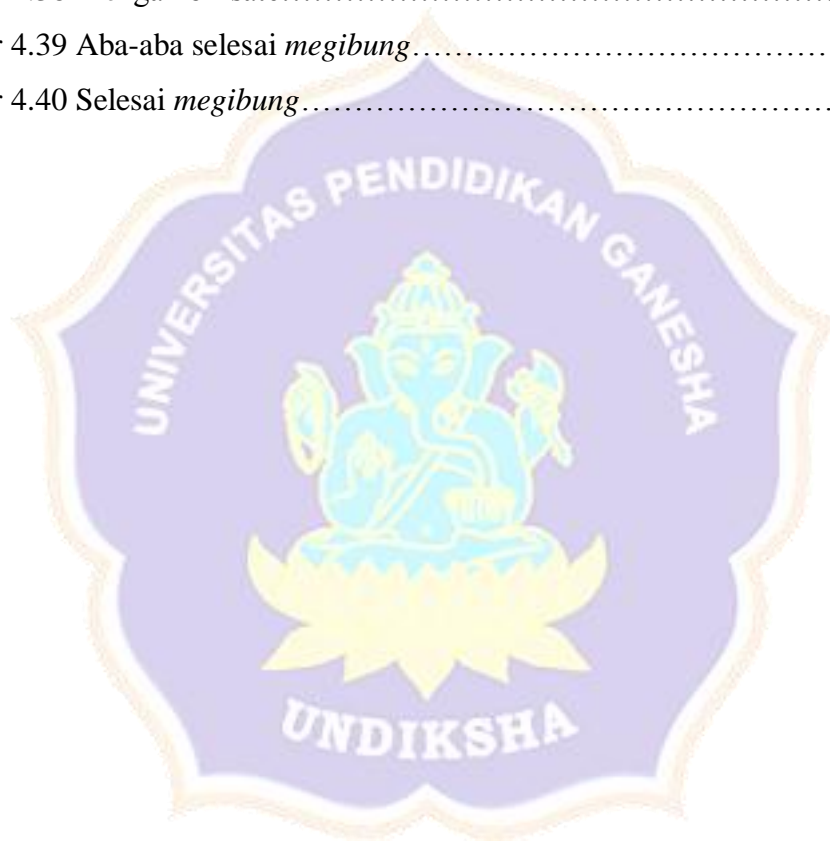 4.39 Aba-aba selesai megibung……………………………………
4.40 Selesai megibung………………………………………………
UNIVERSITAS PENDIDIKAN GANESHA
UNDIKSHA